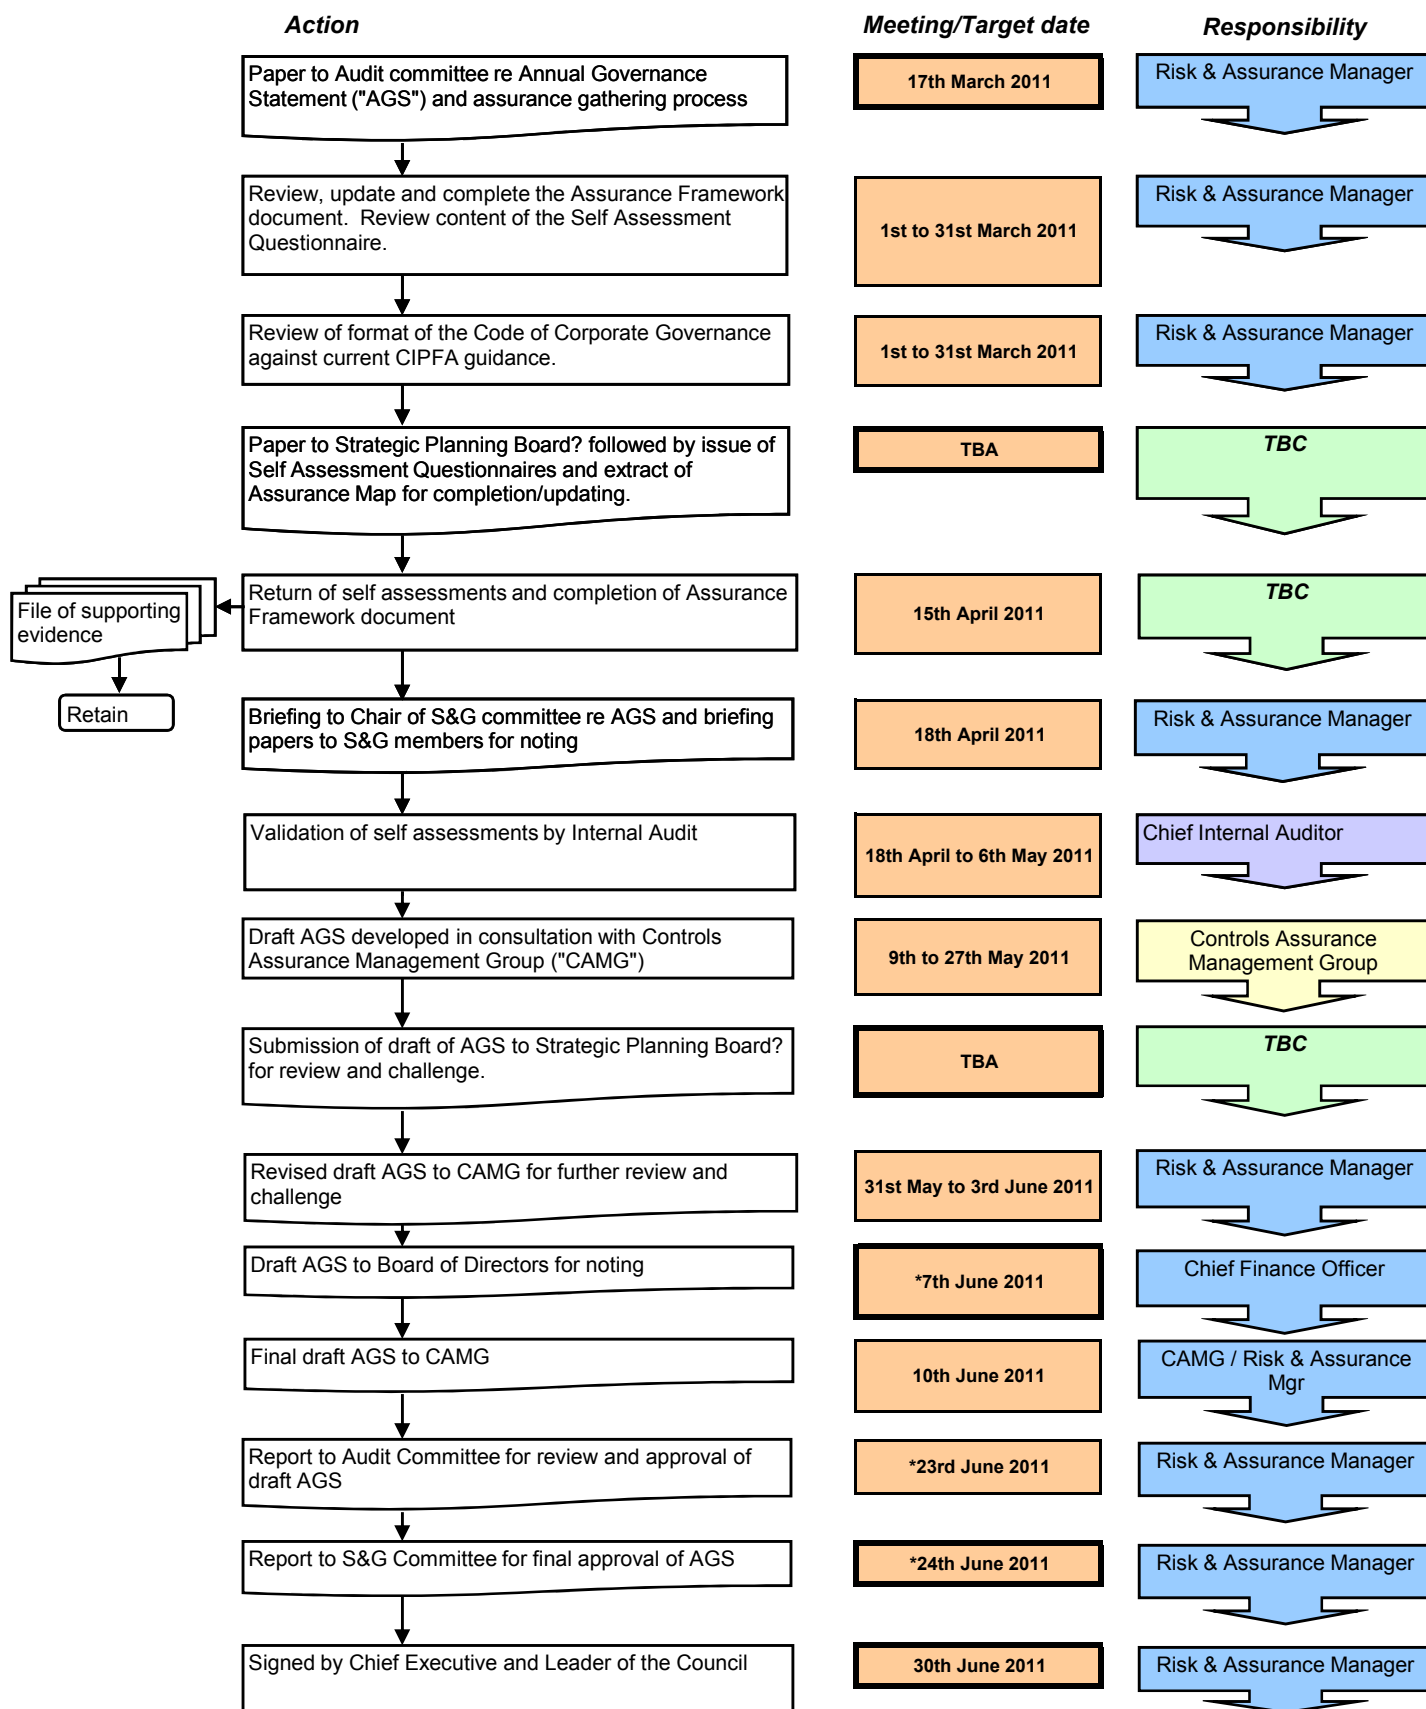 Action
Meeting/Target date
Responsibility
Paper to Audit committee re Annual Governance
Statement ("AGS") and assurance gathering process
17th March 2011
Risk & Assurance Manager
Review, update and complete the Assurance Framework
document.  Review content of the Self Assessment
Questionnaire.
1st to 31st March 2011
Risk & Assurance Manager
Review of format of the Code of Corporate Governance
against current CIPFA guidance.
1st to 31st March 2011
Risk & Assurance Manager
Paper to Strategic Planning Board? followed by issue of
Self Assessment Questionnaires and extract of
Assurance Map for completion/updating.
TBA
TBC
Return of self assessments and completion of Assurance
Framework document
15th April 2011
TBC
File of supporting
evidence
Retain
Briefing to Chair of S&G committee re AGS and briefing
papers to S&G members for noting
18th April 2011
Risk & Assurance Manager
Validation of self assessments by Internal Audit
18th April to 6th May 2011
Chief Internal Auditor
Draft AGS developed in consultation with Controls
Assurance Management Group ("CAMG")
9th to 27th May 2011
Controls Assurance
Management Group
Submission of draft of AGS to Strategic Planning Board?
for review and challenge.
TBA
TBC
Revised draft AGS to CAMG for further review and
challenge
31st May to 3rd June 2011
Risk & Assurance Manager
Draft AGS to Board of Directors for noting
*7th June 2011
Chief Finance Officer
Final draft AGS to CAMG
10th June 2011
CAMG / Risk & Assurance
Mgr
Report to Audit Committee for review and approval of
draft AGS
*23rd June 2011
Risk & Assurance Manager
Report to S&G Committee for final approval of AGS
*24th June 2011
Risk & Assurance Manager
Signed by Chief Executive and Leader of the Council
30th June 2011
Risk & Assurance Manager